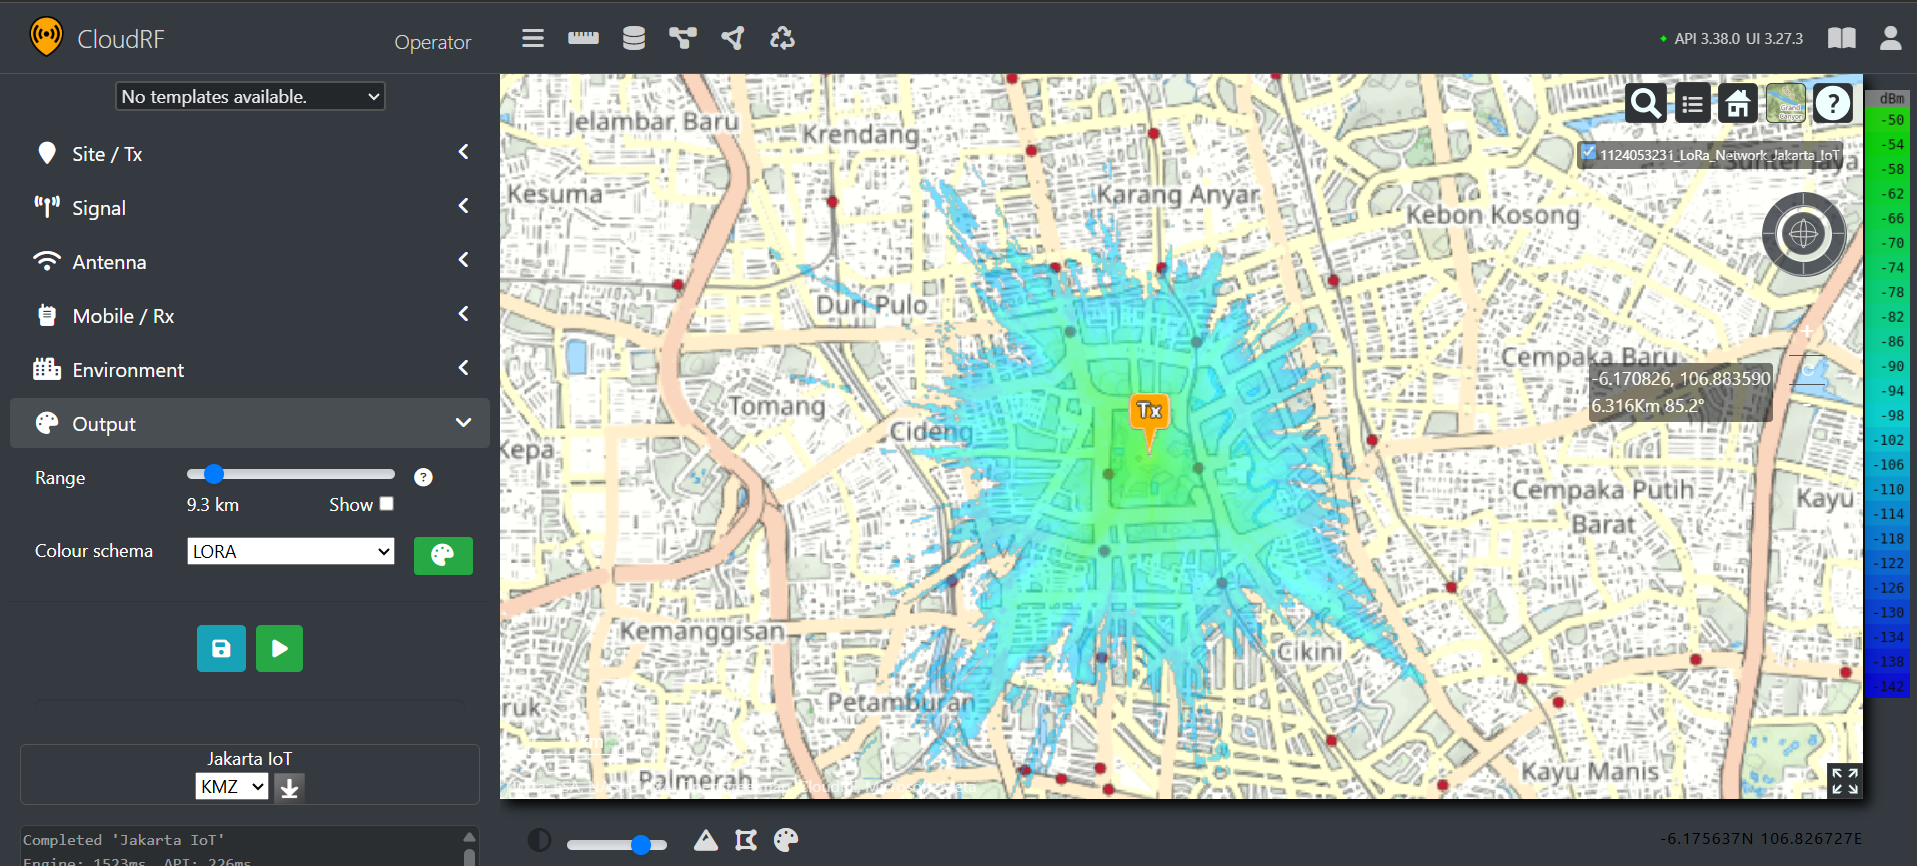 CloudRF
Operator
API 3.38.0 UI 3.27.3
No templates available.
Site / Tx
Signal
Antenna
Mobile / Rx
Environment
Output
Range
9.3 km
Show
Colour schema
LORA
Jakarta IoT
KMZ
Completed 'Jakarta IoT'
Engine: 1523ms  API: 226ms
Jelambar Baru
Krendang
Kesuma
Karang Anyar
Kebon Kosong
Sunter Jaya
1124053231_LoRa_Network_Jakarta_IoT
Grand
Canyon
Duri Pulo
Cempaka Baru
-6.170826, 106.883590
6.316Km 85.2°
Tomang
Tx
Cideng
Kepa
Cempaka Putih
Barat
Kayu
Kemanggisan
Cikini
Petamburan
ruk
Palmerah
Kayu Manis
dBm
-50
-54
-58
-62
-66
-70
-74
-78
-82
-86
-90
-94
-98
-102
-106
-110
-114
-118
-122
-126
-130
-134
-138
-142
-6.175637N 106.826727E